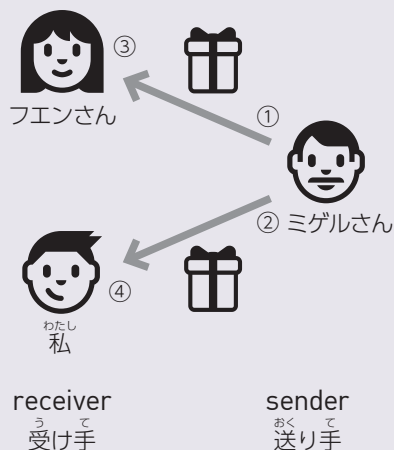 ③
フエンさん
①
② ミゲルさん
④
わたし
私
receiver
sender
う て
受け手
おく て
送り手